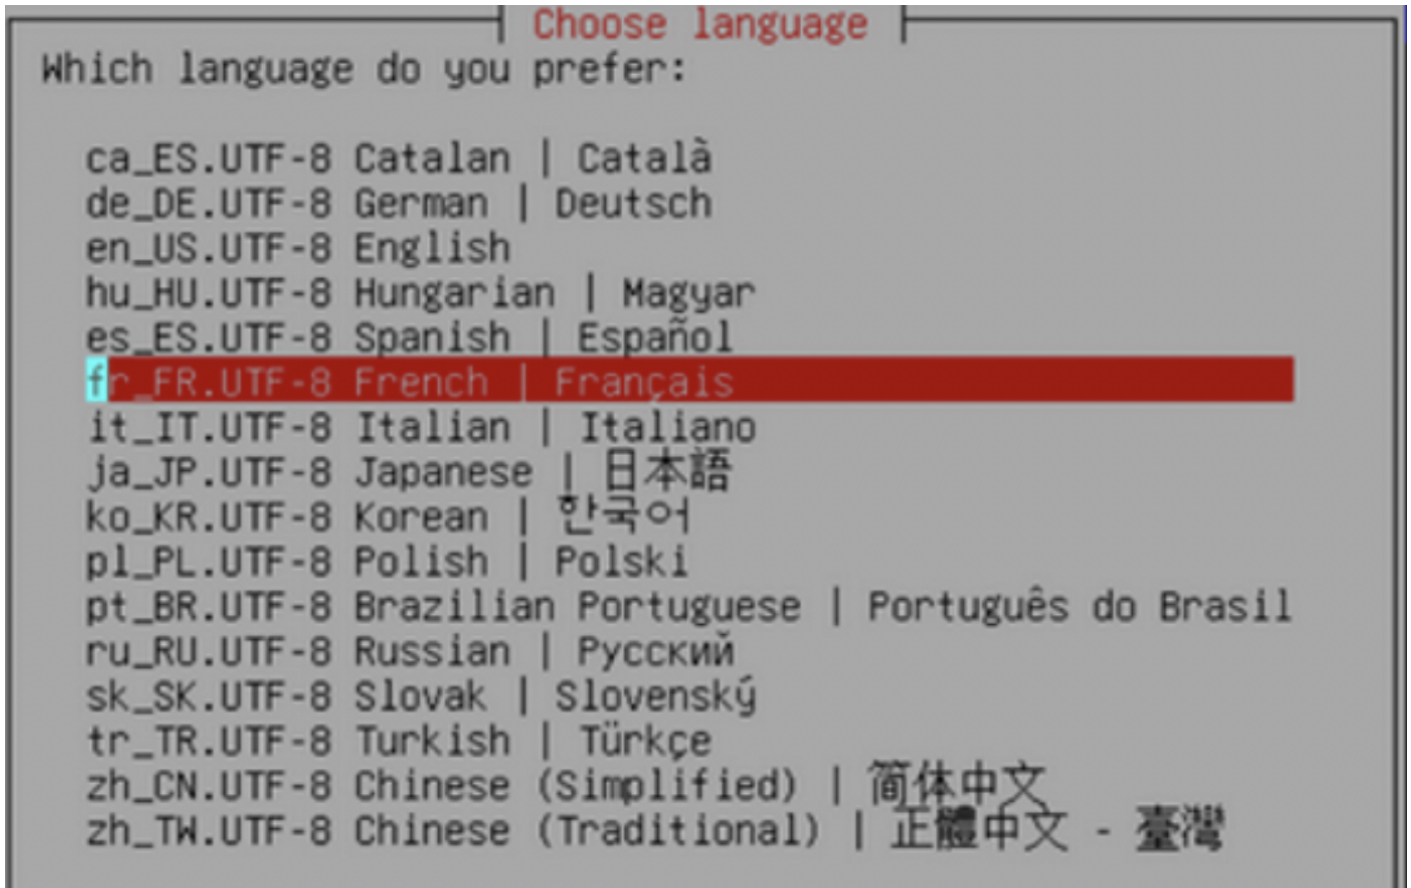 Choose language
Which language do you prefer:
ca_ES.UTF-8 Catalan | Català
de_DE.UTF-8 German | Deutsch
en_US.UTF-8 English
hu_HU.UTF-8 Hungarian | Magyar
es_ES.UTF-8 Spanish | Español
fr_FR.UTF-8 French | Français
it_IT.UTF-8 Italian | Italiano
ja_JP.UTF-8 Japanese | 日本語
ko_KR.UTF-8 Korean | 한국어
pl_PL.UTF-8 Polish | Polski
pt_BR.UTF-8 Brazilian Portuguese | Português do Brasil
ru_RU.UTF-8 Russian | Русский
sk_SK.UTF-8 Slovak | Slovenský
tr_TR.UTF-8 Turkish | Türkçe
zh_CN.UTF-8 Chinese (Simplified) | 简体中文
zh_TW.UTF-8 Chinese (Traditional) | 正體中文 - 臺灣